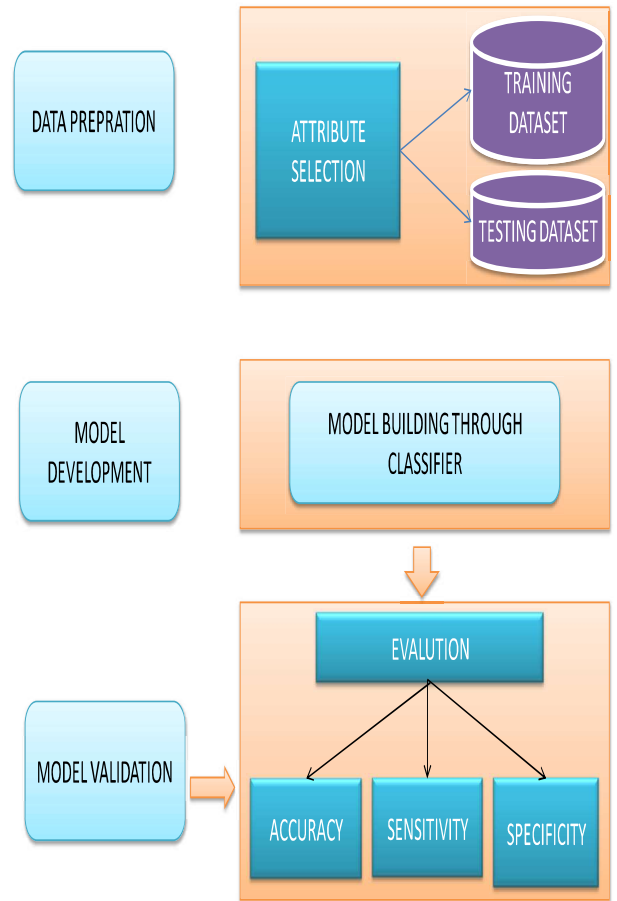 DATA PREPRATION
ATTRIBUTE
SELECTION
TRAINING
DATASET
TESTING DATASET
MODEL
DEVELOPMENT
MODEL BUILDING THROUGH
CLASSIFIER
EVALUTION
MODEL VALIDATION
ACCURACY
SENSITIVITY
SPECIFICITY